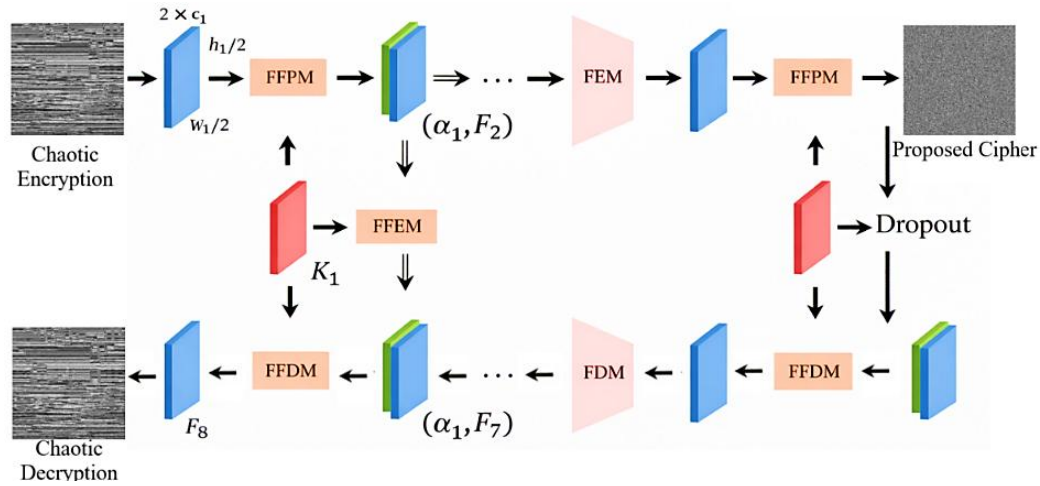 2 × c₁
h₁/2
W₁/2
FFPM
(α₁, F₂)
...
FEM
FFPM
Chaotic
Encryption
Proposed Cipher
K₁
FFEM
Dropout
Chaotic
Decryption
F₈
FFDM
(α₁, F₇)
...
FDM
FFDM